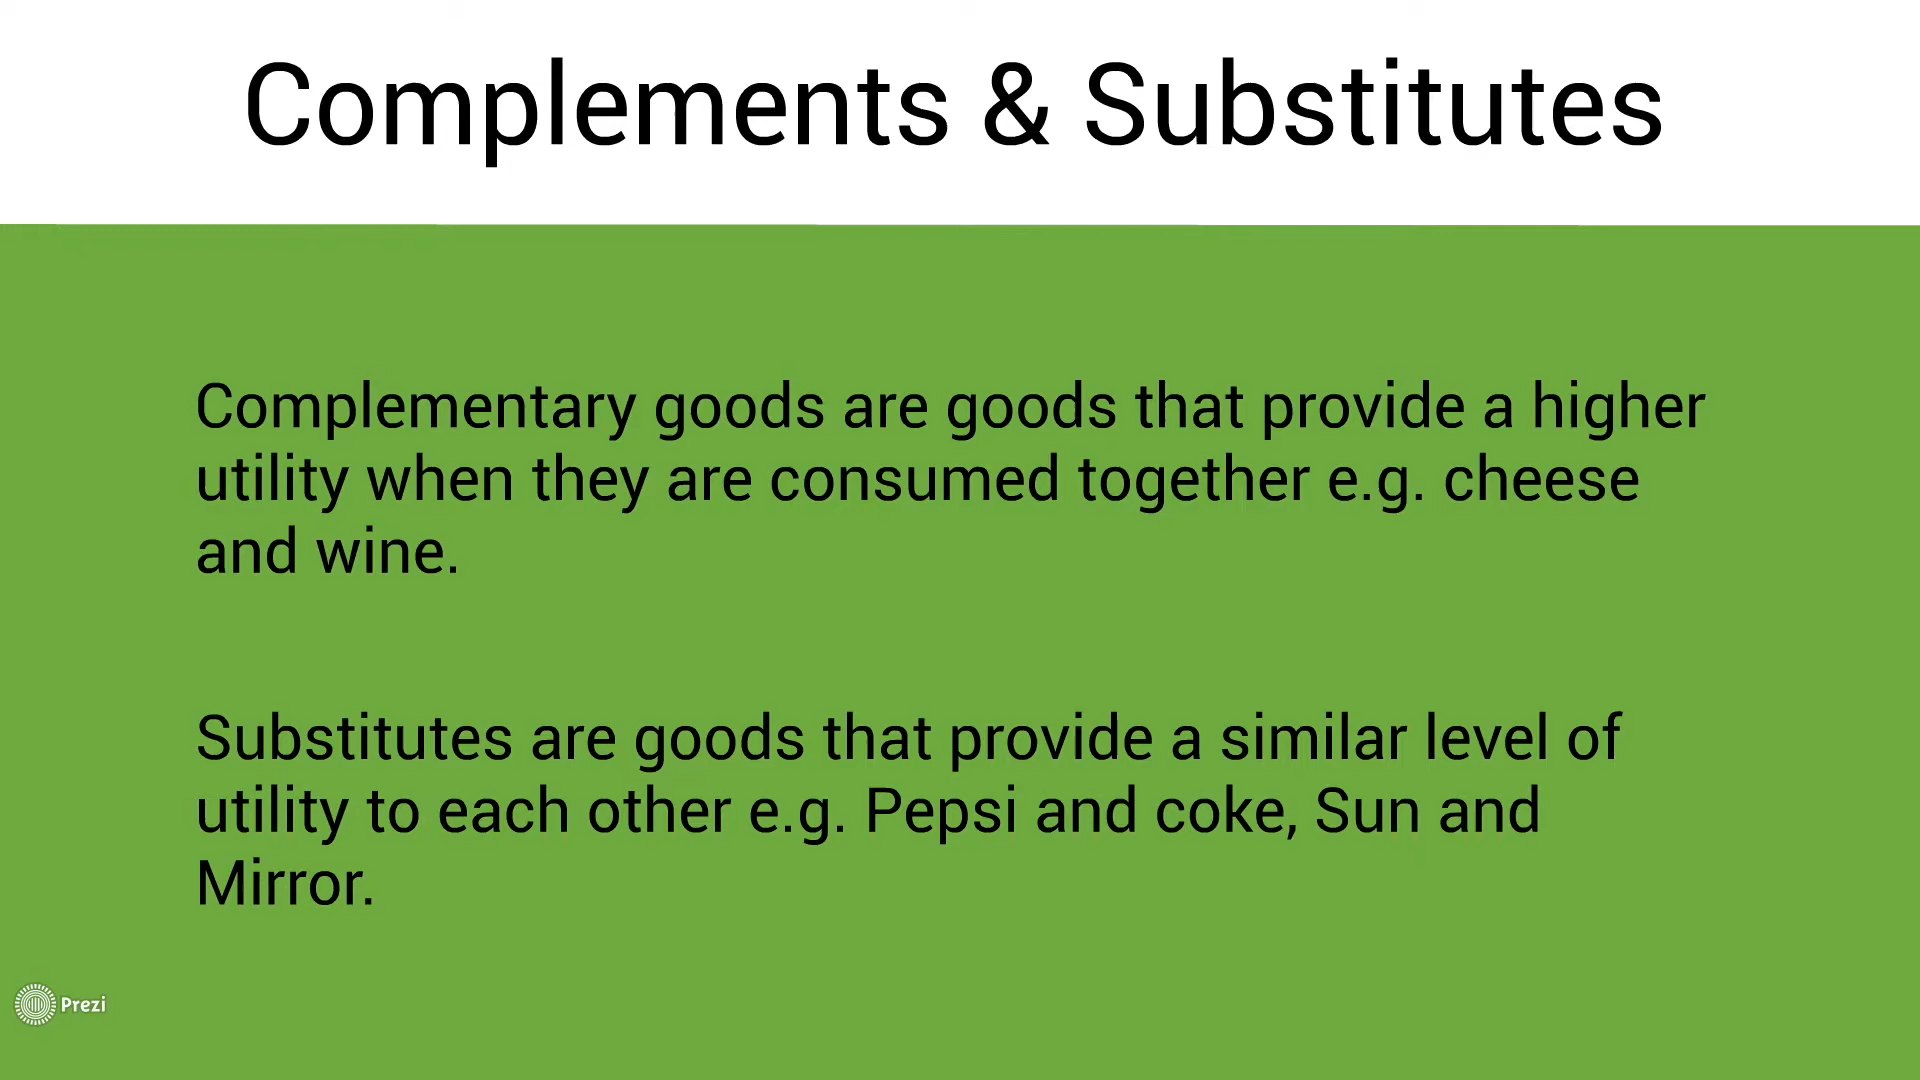 Complements & Substitutes
Complementary goods are goods that provide a higher
utility when they are consumed together e.g. cheese
and wine.
Substitutes are goods that provide a similar level of
utility to each other e.g. Pepsi and coke, Sun and
Mirror.
Prezi